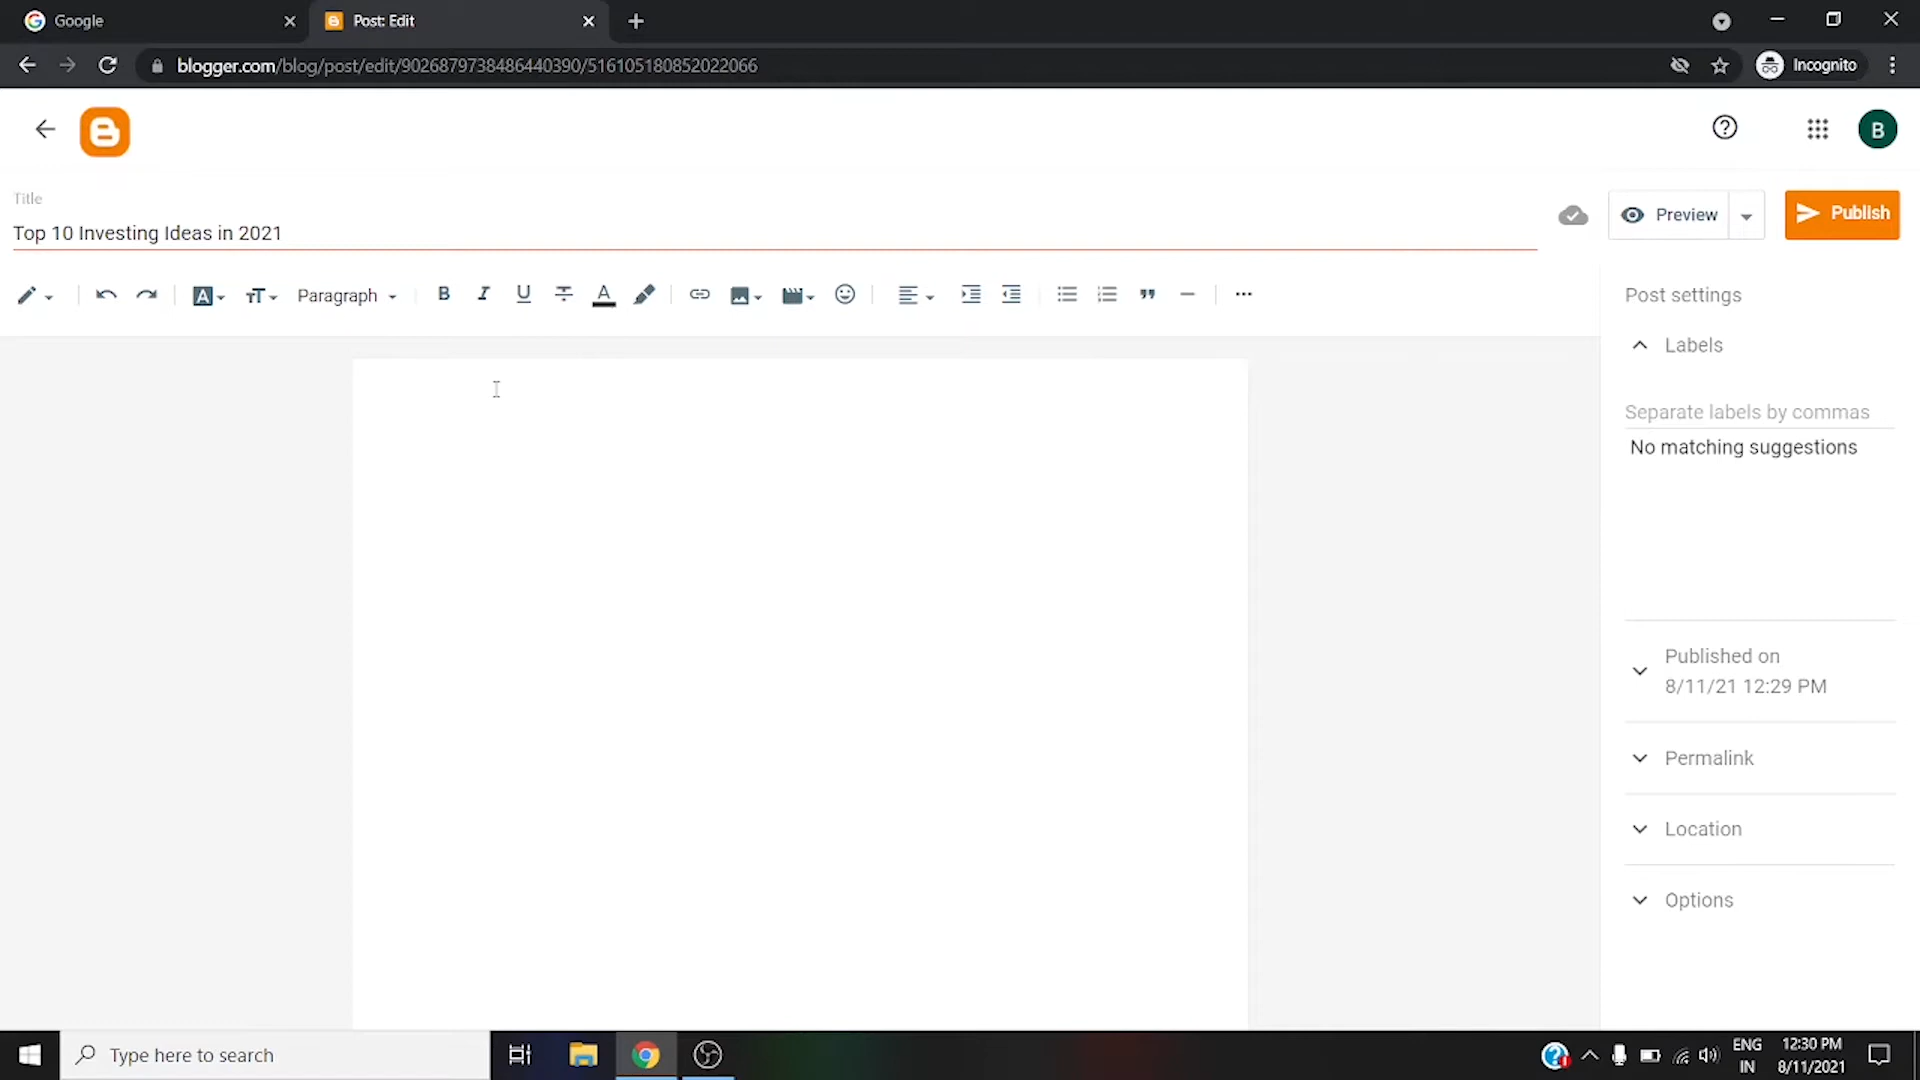 Google
Post: Edit
blogger.com/blog/post/edit/9026879738486440390/516105180852022066
Incognito
B
Title
Top 10 Investing Ideas in 2021
Preview
Publish
Paragraph
Post settings
Labels
Separate labels by commas
No matching suggestions
Published on
8/11/21 12:29 PM
Permalink
Location
Options
Type here to search
ENG
IN
12:30 PM
8/11/2021